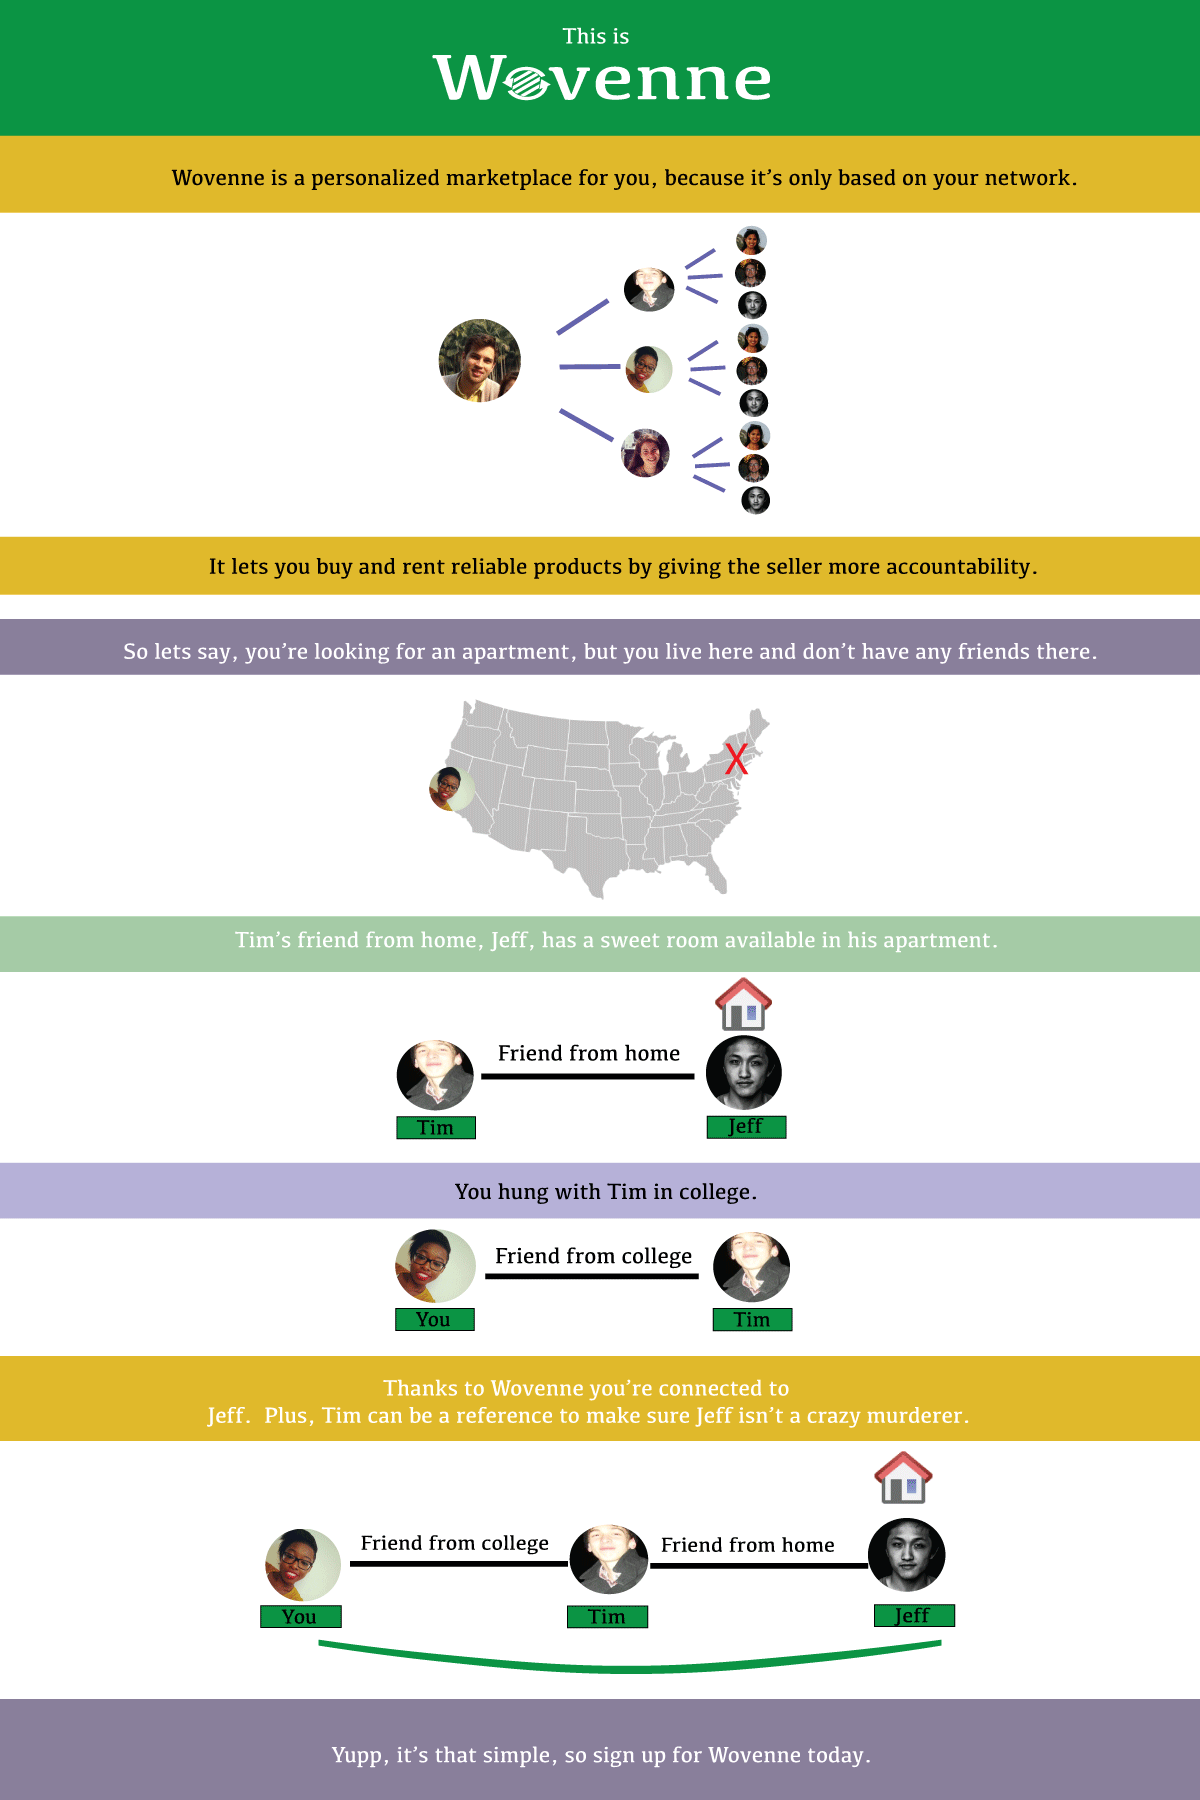 This is
Wovenne
Wovenne is a personalized marketplace for you, because it's only based on your network.
It lets you buy and rent reliable products by giving the seller more accountability.
So lets say, you're looking for an apartment, but you live here and don't have any friends there.
X
Tim's friend from home, Jeff, has a sweet room available in his apartment.
Friend from home
Tim
Jeff
You hung with Tim in college.
Friend from college
You
Tim
Thanks to Wovenne you're connected to
Jeff.  Plus, Tim can be a reference to make sure Jeff isn't a crazy murderer.
Friend from college
Friend from home
You
Tim
Jeff
Yupp, it's that simple, so sign up for Wovenne today.